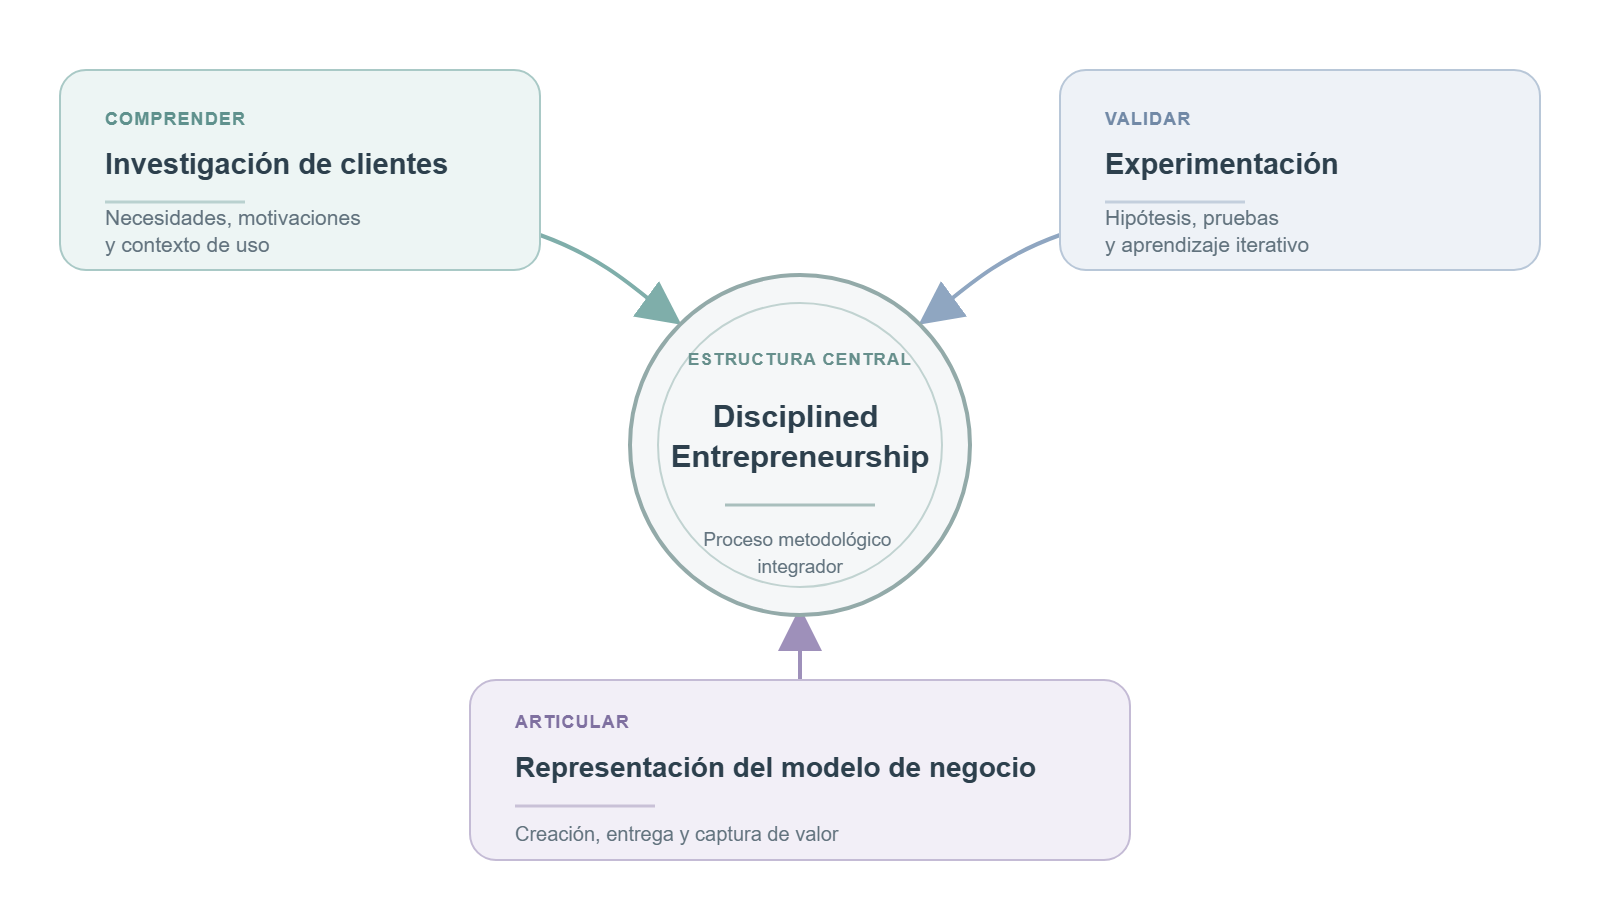 COMPRENDER
Investigación de clientes
Necesidades, motivaciones
y contexto de uso
VALIDAR
Experimentación
Hipótesis, pruebas
y aprendizaje iterativo
ESTRUCTURA CENTRAL
Disciplined
Entrepreneurship
Proceso metodológico
integrador
ARTICULAR
Representación del modelo de negocio
Creación, entrega y captura de valor